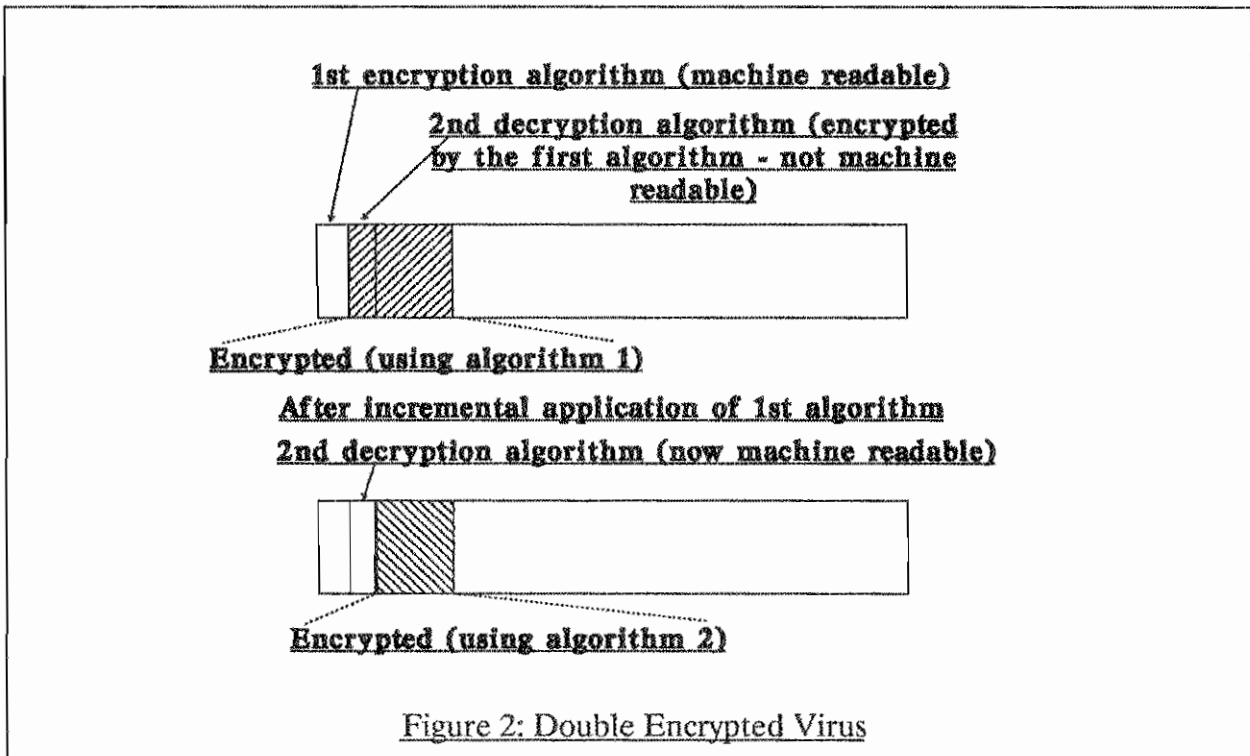 1st encryption algorithm (machine readable)
2nd decryption algorithm (encrypted
by the first algorithm - not machine
readable)
Encrypted (using algorithm 1)
After incremental application of 1st algorithm
2nd decryption algorithm (now machine readable)
Encrypted (using algorithm 2)
Figure 2: Double Encrypted Virus